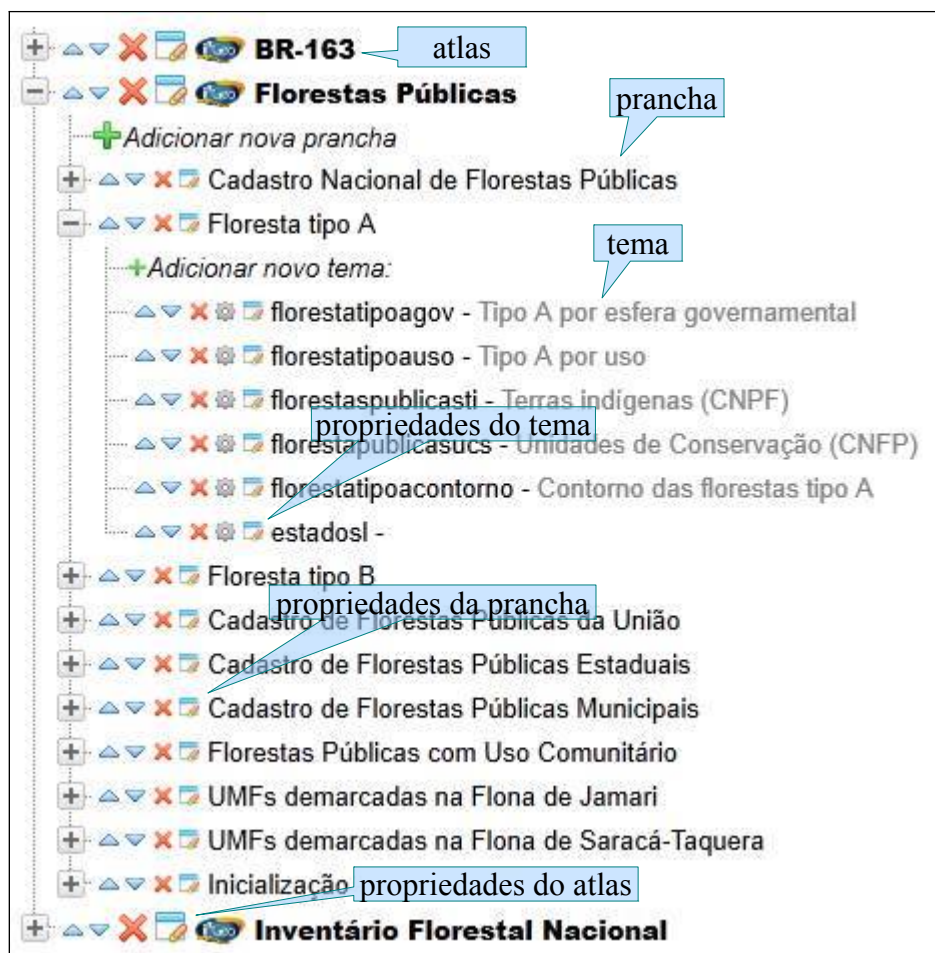 BR-163
atlas
Florestas Públicas
prancha
Adicionar nova prancha
Cadastro Nacional de Florestas Públicas
Floresta tipo A
tema
Adicionar novo tema:
florestatipoagov - Tipo A por esfera governamental
florestatipoauso - Tipo A por uso
florestaspublicasti - Terras indígenas (CNPF)
propriedades do tema
florestapublicasucs - Unidades de Conservação (CNFP)
florestatipoacontorno - Contorno das florestas tipo A
estadosl -
Floresta tipo B
propriedades da prancha
Cadastro de Florestas Públicas da União
Cadastro de Florestas Públicas Estaduais
Cadastro de Florestas Públicas Municipais
Florestas Públicas com Uso Comunitário
UMFs demarcadas na Flona de Jamari
UMFs demarcadas na Flona de Saracá-Taquera
Inicialização
propriedades do atlas
Inventário Florestal Nacional